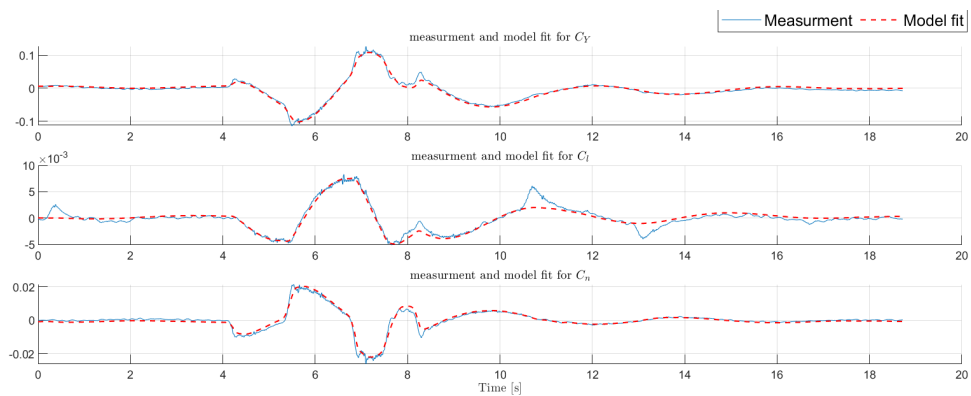 Measurment Model fit
measurment and model fit for C_Y
0.1
0
-0.1
0 2 4 6 8 10 12 14 16 18 20
×10⁻³ measurment and model fit for C_l
10
5
0
-5
0 2 4 6 8 10 12 14 16 18 20
measurment and model fit for C_n
0.02
0
-0.02
0 2 4 6 8 10 12 14 16 18 20
Time [s]